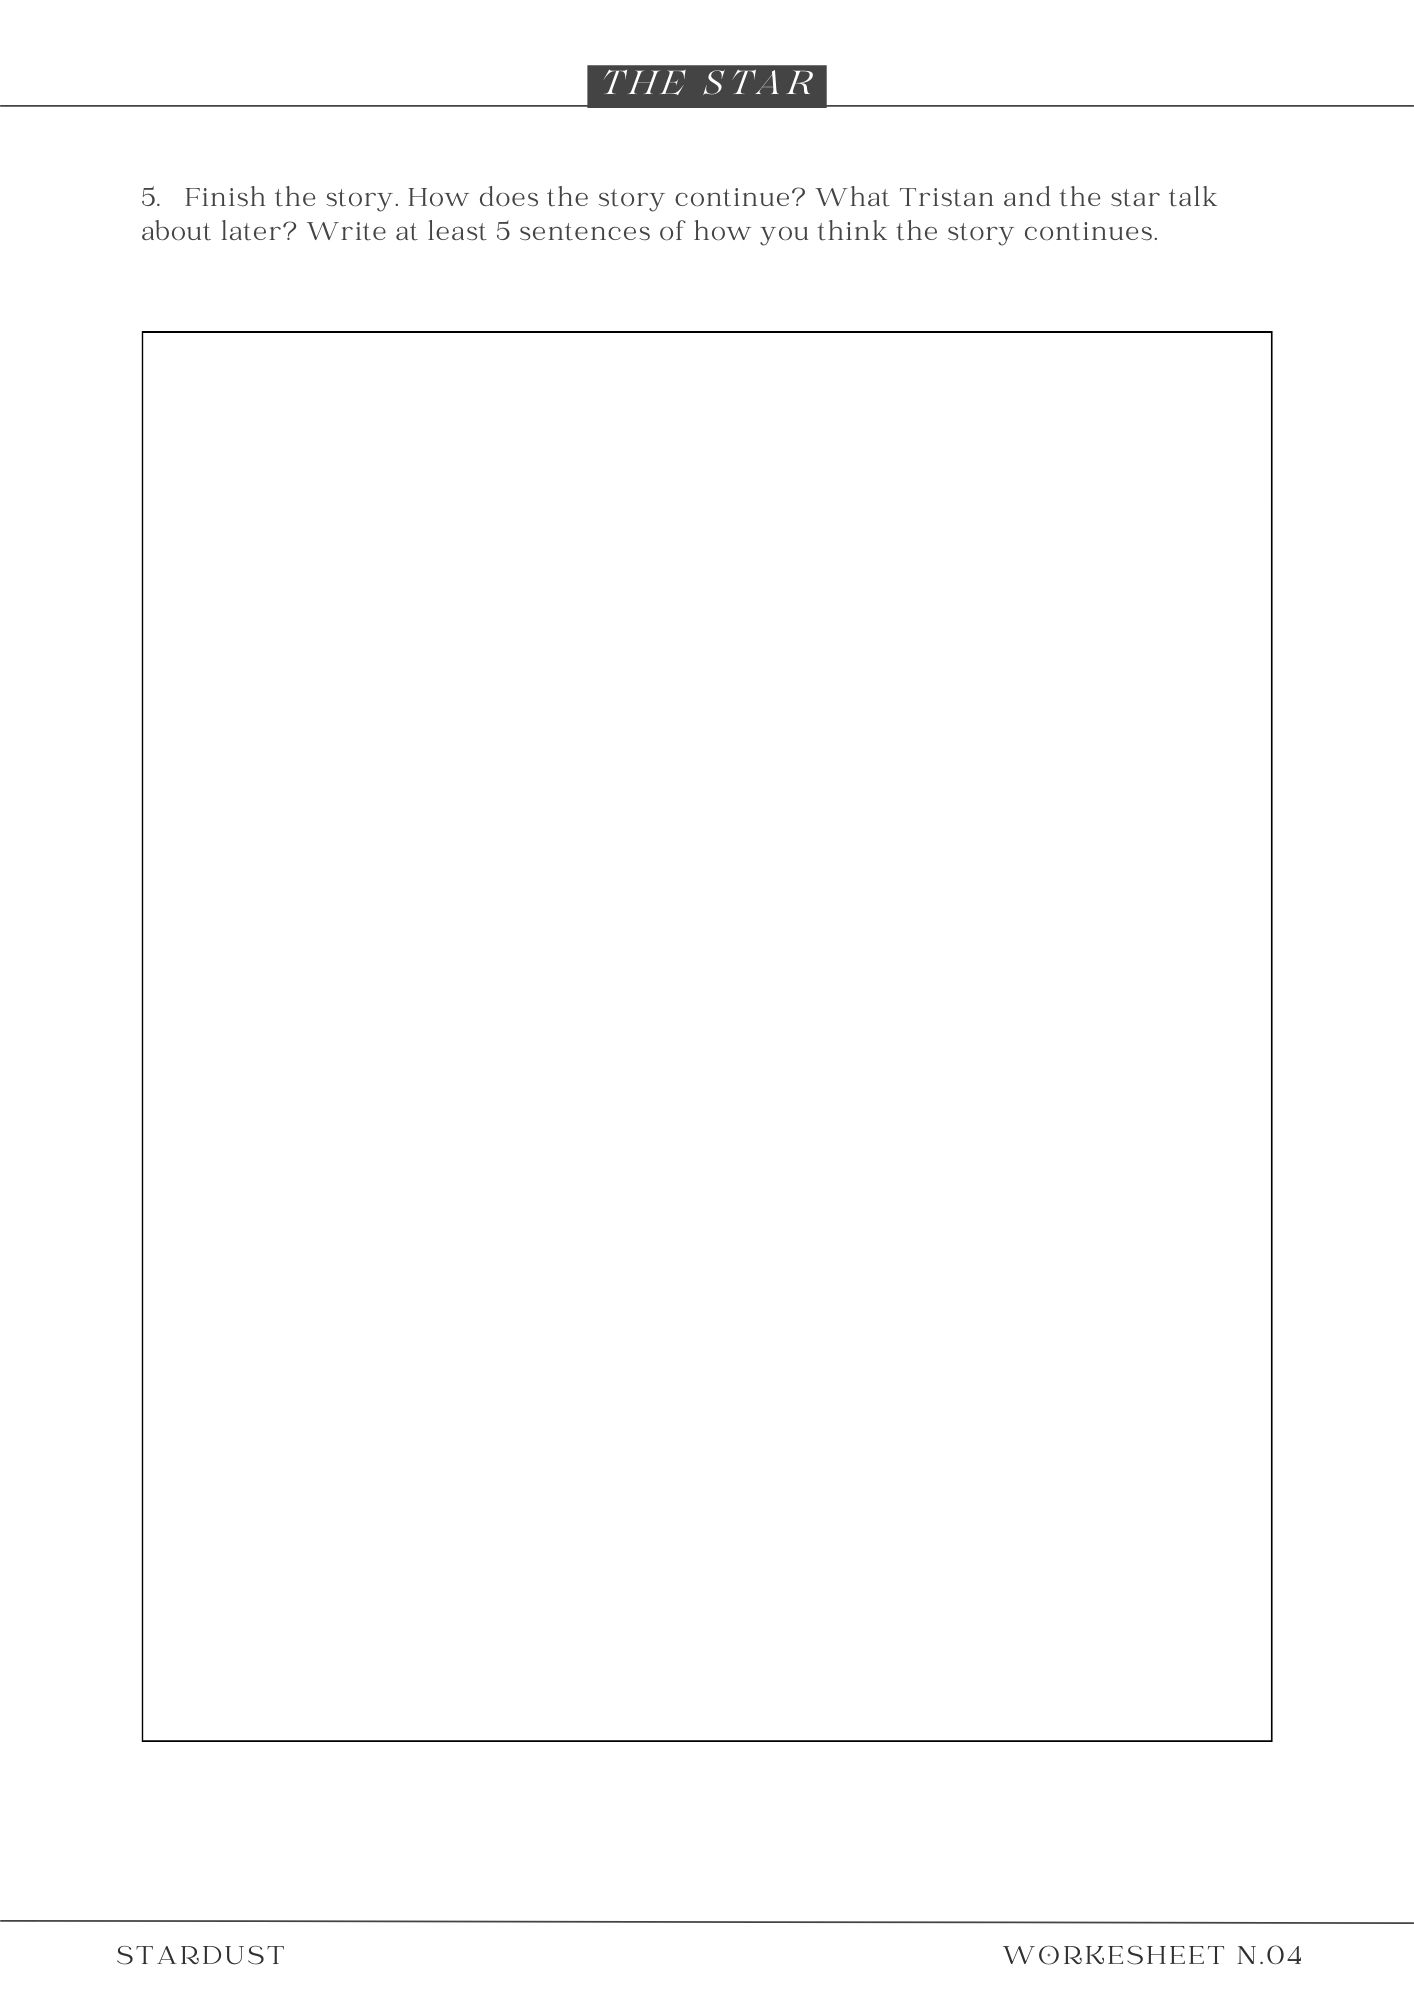 THE STAR
5. Finish the story. How does the story continue? What Tristan and the star talk
about later? Write at least 5 sentences of how you think the story continues.
STARDUST
WORKESHEET N.04